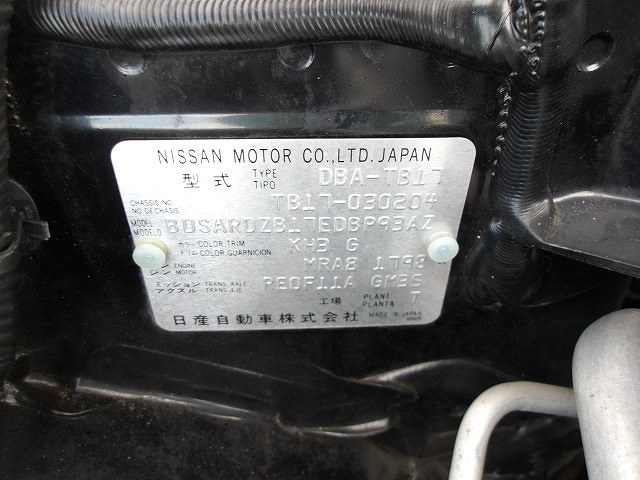 NISSAN MOTOR CO.,LTD. JAPAN
型式 TYPE TIPO DBA-TB17
CHASSIS NO. NO DE CHASIS TB17-030204
MODEL MODELO BDSARDZB17EDBP93AZ
カラー COLOR, TRIM トリム COLOR, GUARNICION K43 G
エンジン ENGINE MOTOR MRA8 1798
ミッション TRANS. AXLE アクスル TRANS. EJE RE0F11A GM35
工場 PLANT PLANTA T
日産自動車株式会社 MADE IN JAPAN